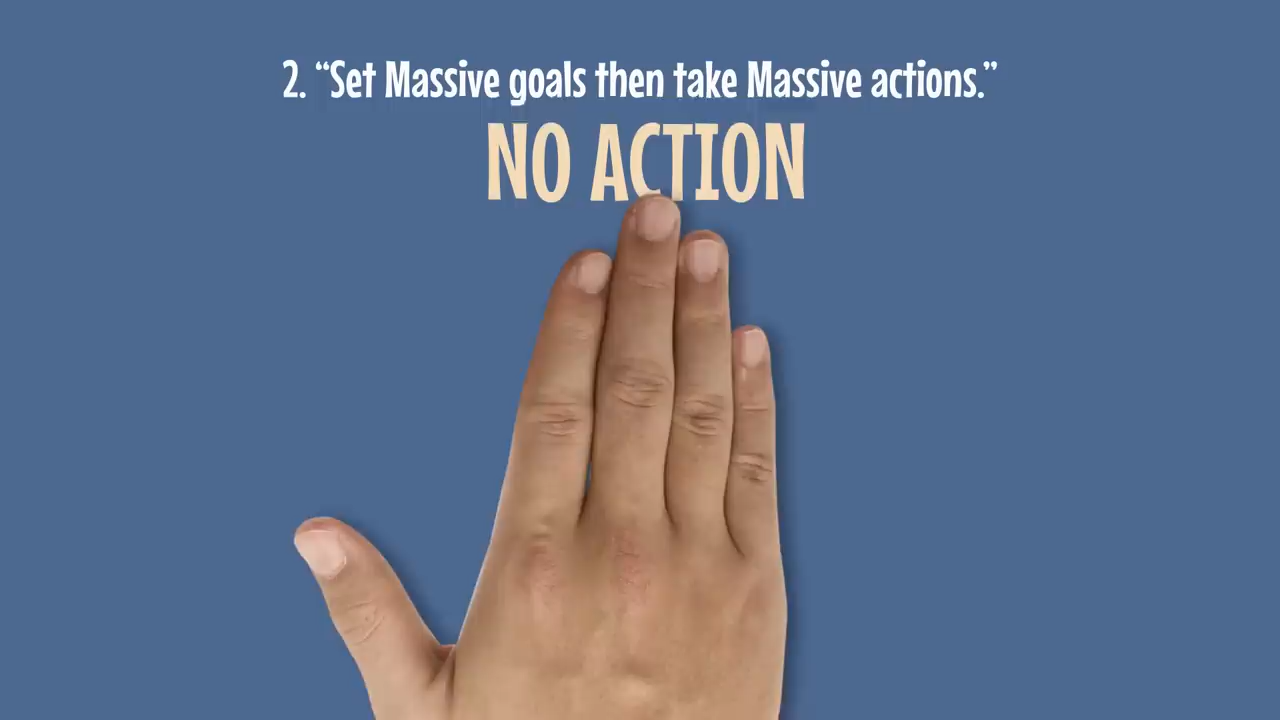 2. “Set Massive goals then take Massive actions.”
NO ACTION